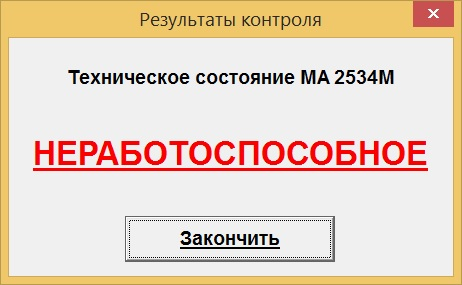 Результаты контроля
Техническое состояние МА 2534М
НЕРАБОТОСПОСОБНОЕ
Закончить